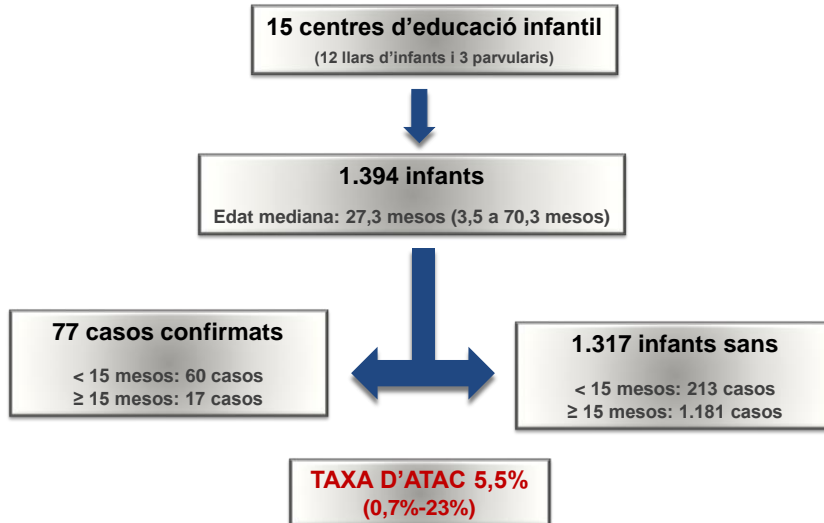 15 centres d'educació infantil
(12 llars d'infants i 3 parvularis)
1.394 infants
Edat mediana: 27,3 mesos (3,5 a 70,3 mesos)
77 casos confirmats
< 15 mesos: 60 casos
≥ 15 mesos: 17 casos
1.317 infants sans
< 15 mesos: 213 casos
≥ 15 mesos: 1.181 casos
TAXA D'ATAC 5,5%
(0,7%-23%)